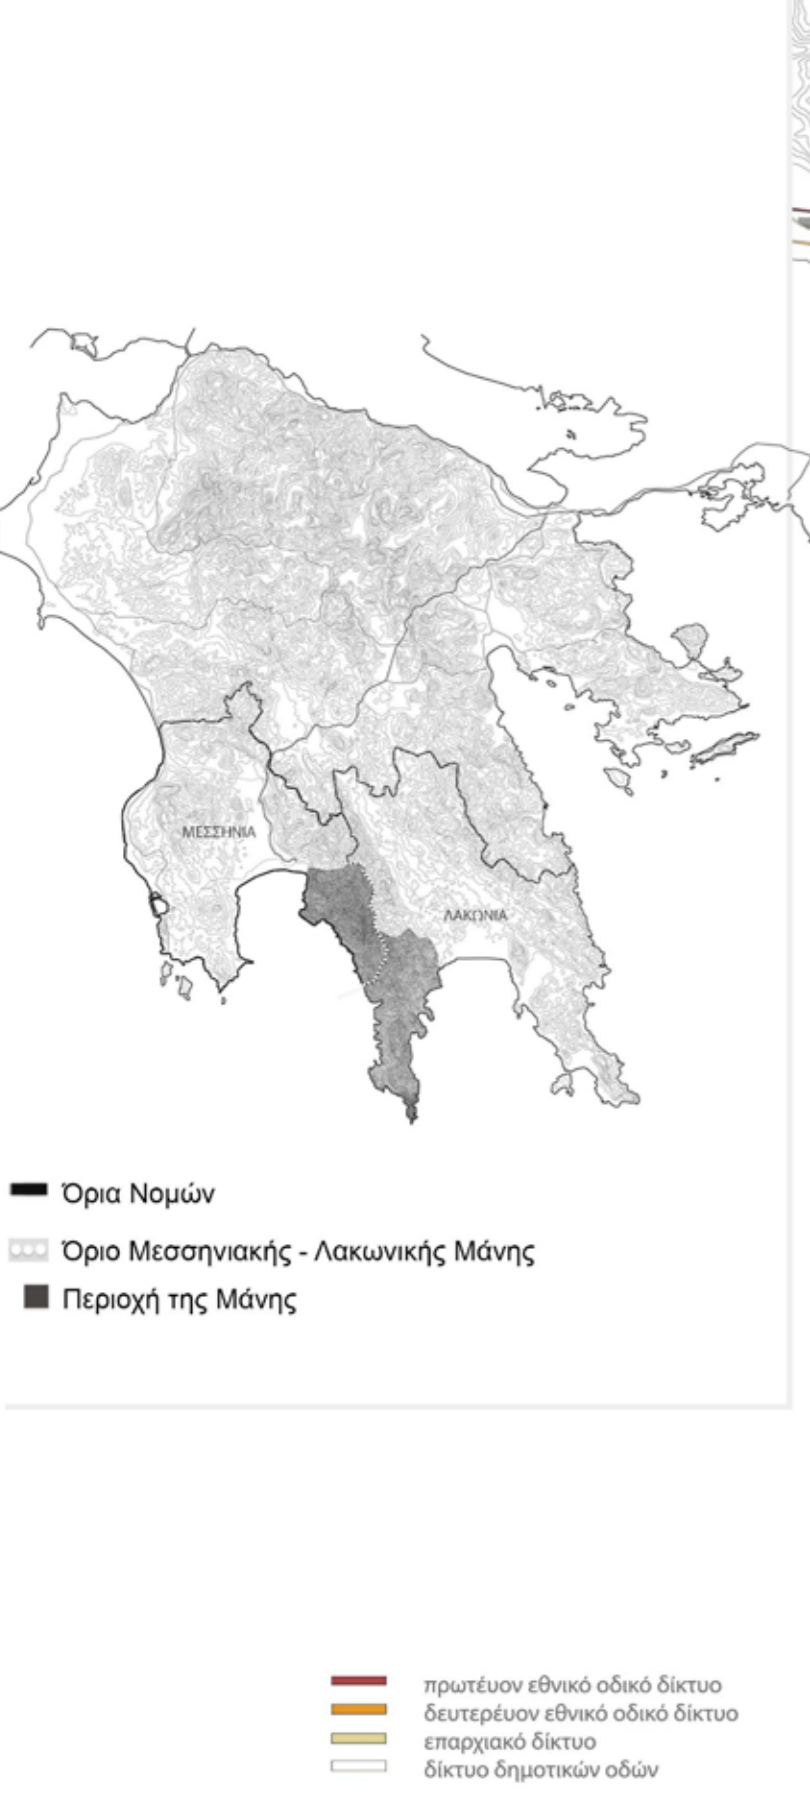 ΜΕΣΣΗΝΙΑ
ΛΑΚΩΝΙΑ
Όρια Νομών
Όριο Μεσσηνιακής - Λακωνικής Μάνης
Περιοχή της Μάνης
πρωτέυον εθνικό οδικό δίκτυο
δευτερέυον εθνικό οδικό δίκτυο
επαρχιακό δίκτυο
δίκτυο δημοτικών οδών